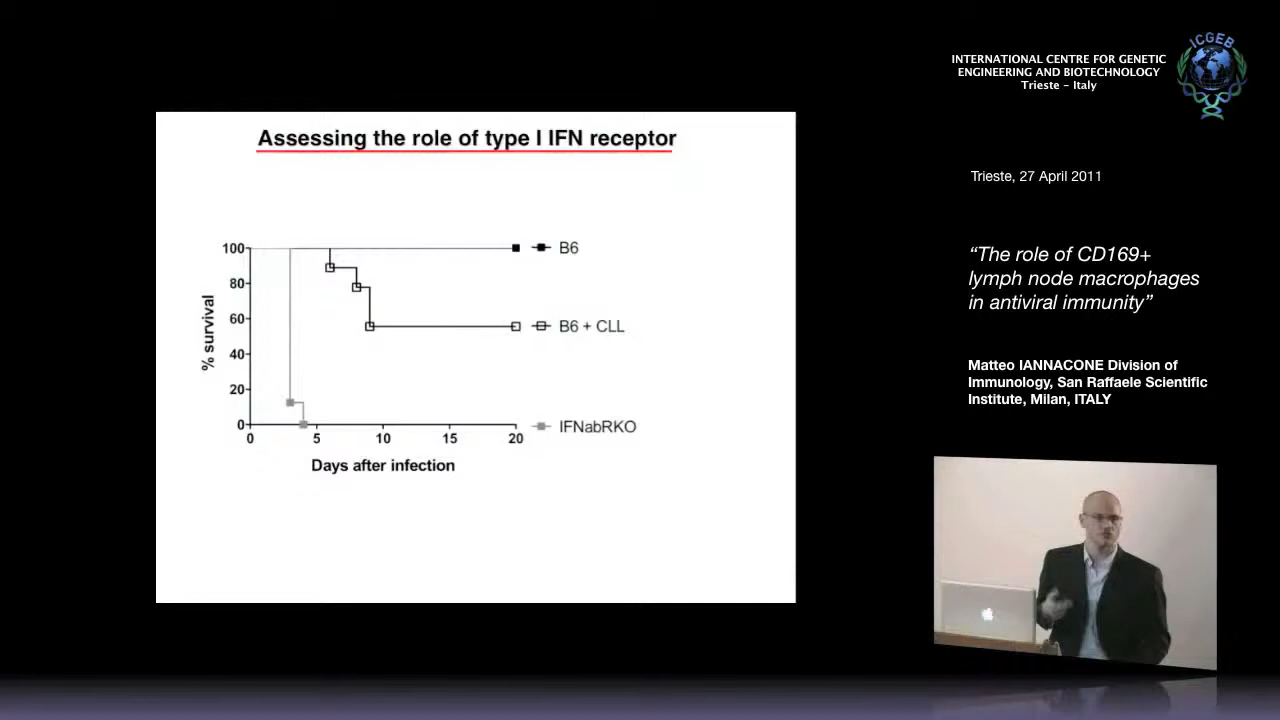 ICGEB
INTERNATIONAL CENTRE FOR GENETIC
ENGINEERING AND BIOTECHNOLOGY
Trieste - Italy
Trieste, 27 April 2011
“The role of CD169+
lymph node macrophages
in antiviral immunity”
Matteo IANNACONE Division of
Immunology, San Raffaele Scientific
Institute, Milan, ITALY
Assessing the role of type I IFN receptor
% survival
100
80
60
40
20
0
0 5 10 15 20
Days after infection
B6
B6 + CLL
IFNabRKO